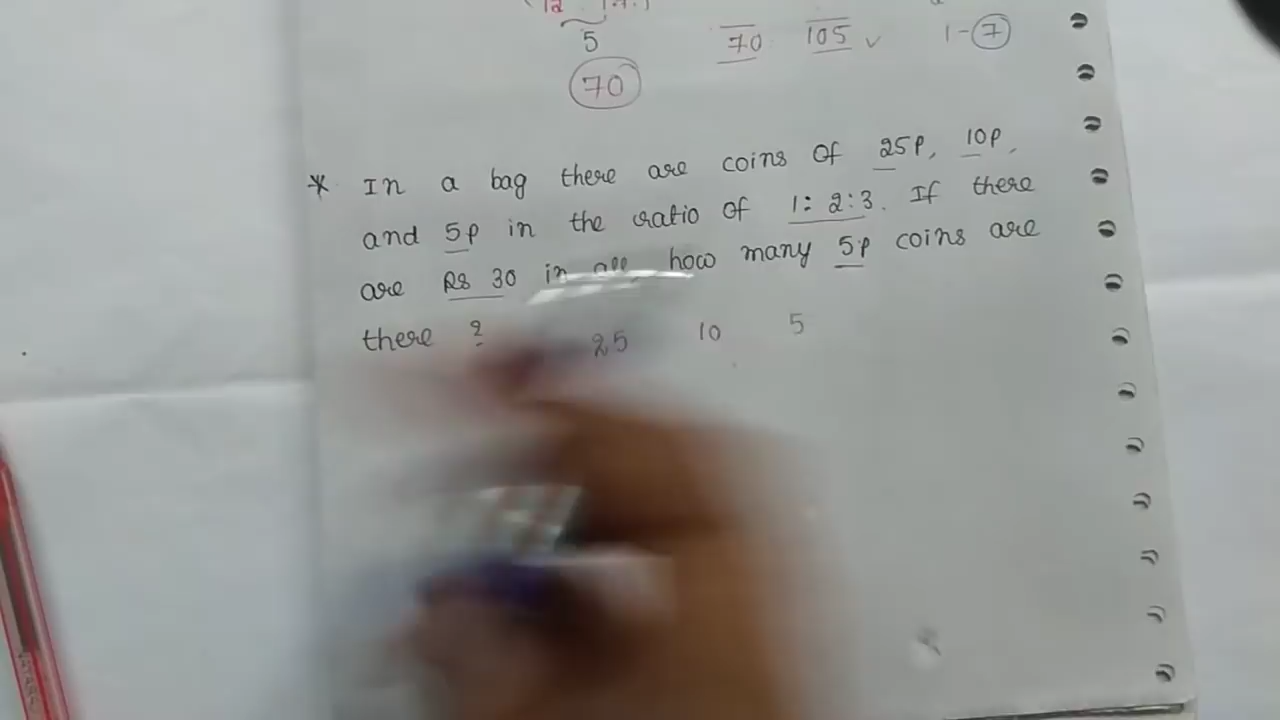 5 70 105 ✓ 1-7
70
* In a bag there are coins of 25P, 10P,
and 5p in the ratio of 1: 2:3. If there
are Rs 30 in all, how many 5p coins are
there ?
25 10 5